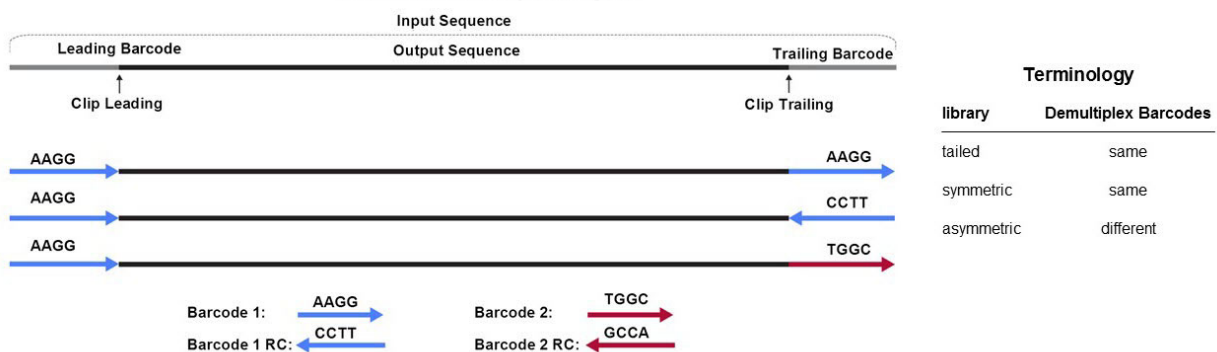 Input Sequence
Leading Barcode Output Sequence Trailing Barcode
Clip Leading Clip Trailing
AAGG AAGG
AAGG CCTT
AAGG TGGC
Barcode 1: AAGG Barcode 2: TGGC
Barcode 1 RC: CCTT Barcode 2 RC: GCCA
Terminology
library Demultiplex Barcodes
tailed same
symmetric same
asymmetric different